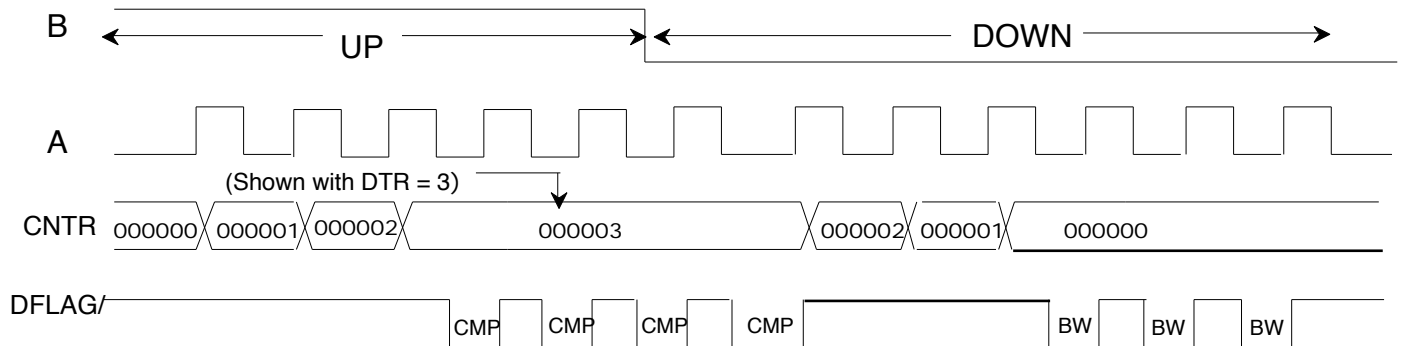 B
UP
DOWN
A
(Shown with DTR = 3)
CNTR 000000 000001 000002 000003 000002 000001 000000
DFLAG/ CMP CMP CMP CMP BW BW BW